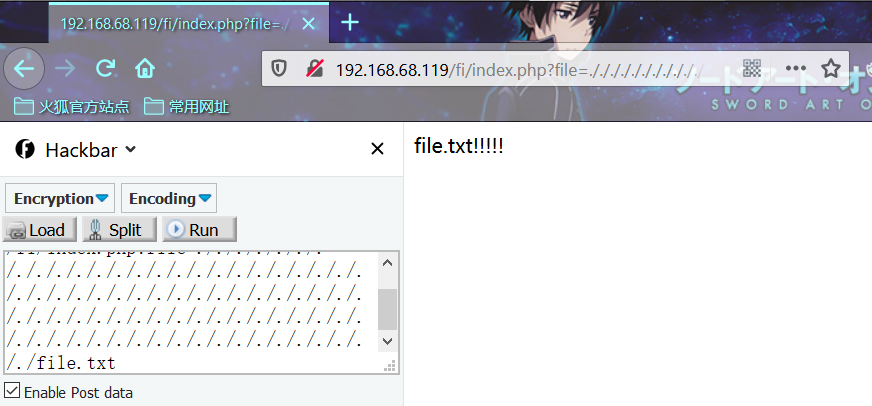 192.168.68.119/fi/index.php?file=./
192.168.68.119/fi/index.php?file=././././././././././.
火狐官方站点 常用网址
SWORD ART O
Hackbar
file.txt!!!!!
Encryption Encoding
Load Split Run
/./././././././././././././././././.
/./././././././././././././././././.
/./././././././././././././././././.
/./././././././././././././././././.
/./file.txt
Enable Post data